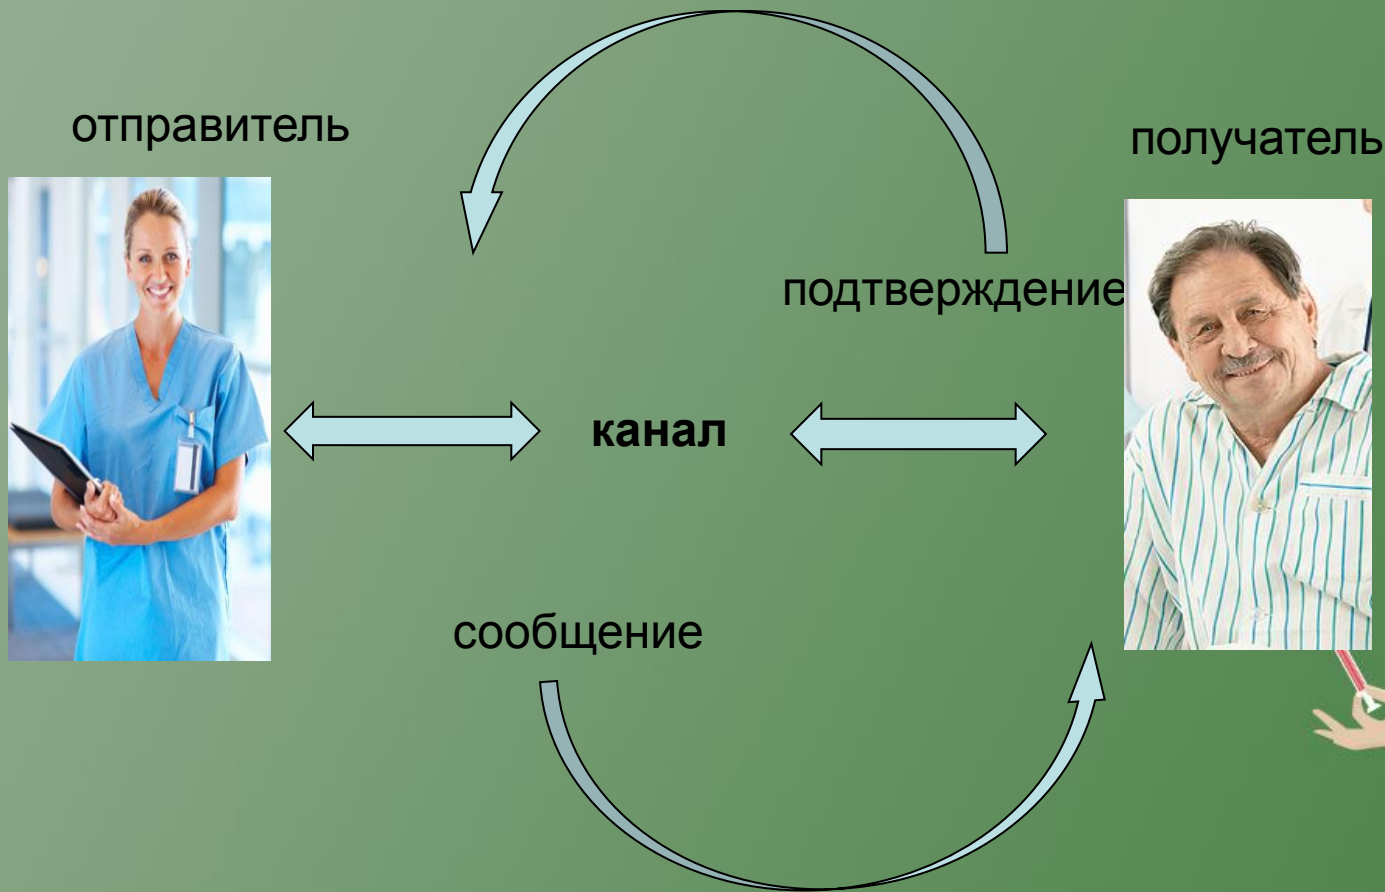 отправитель
получатель
подтверждение
канал
сообщение